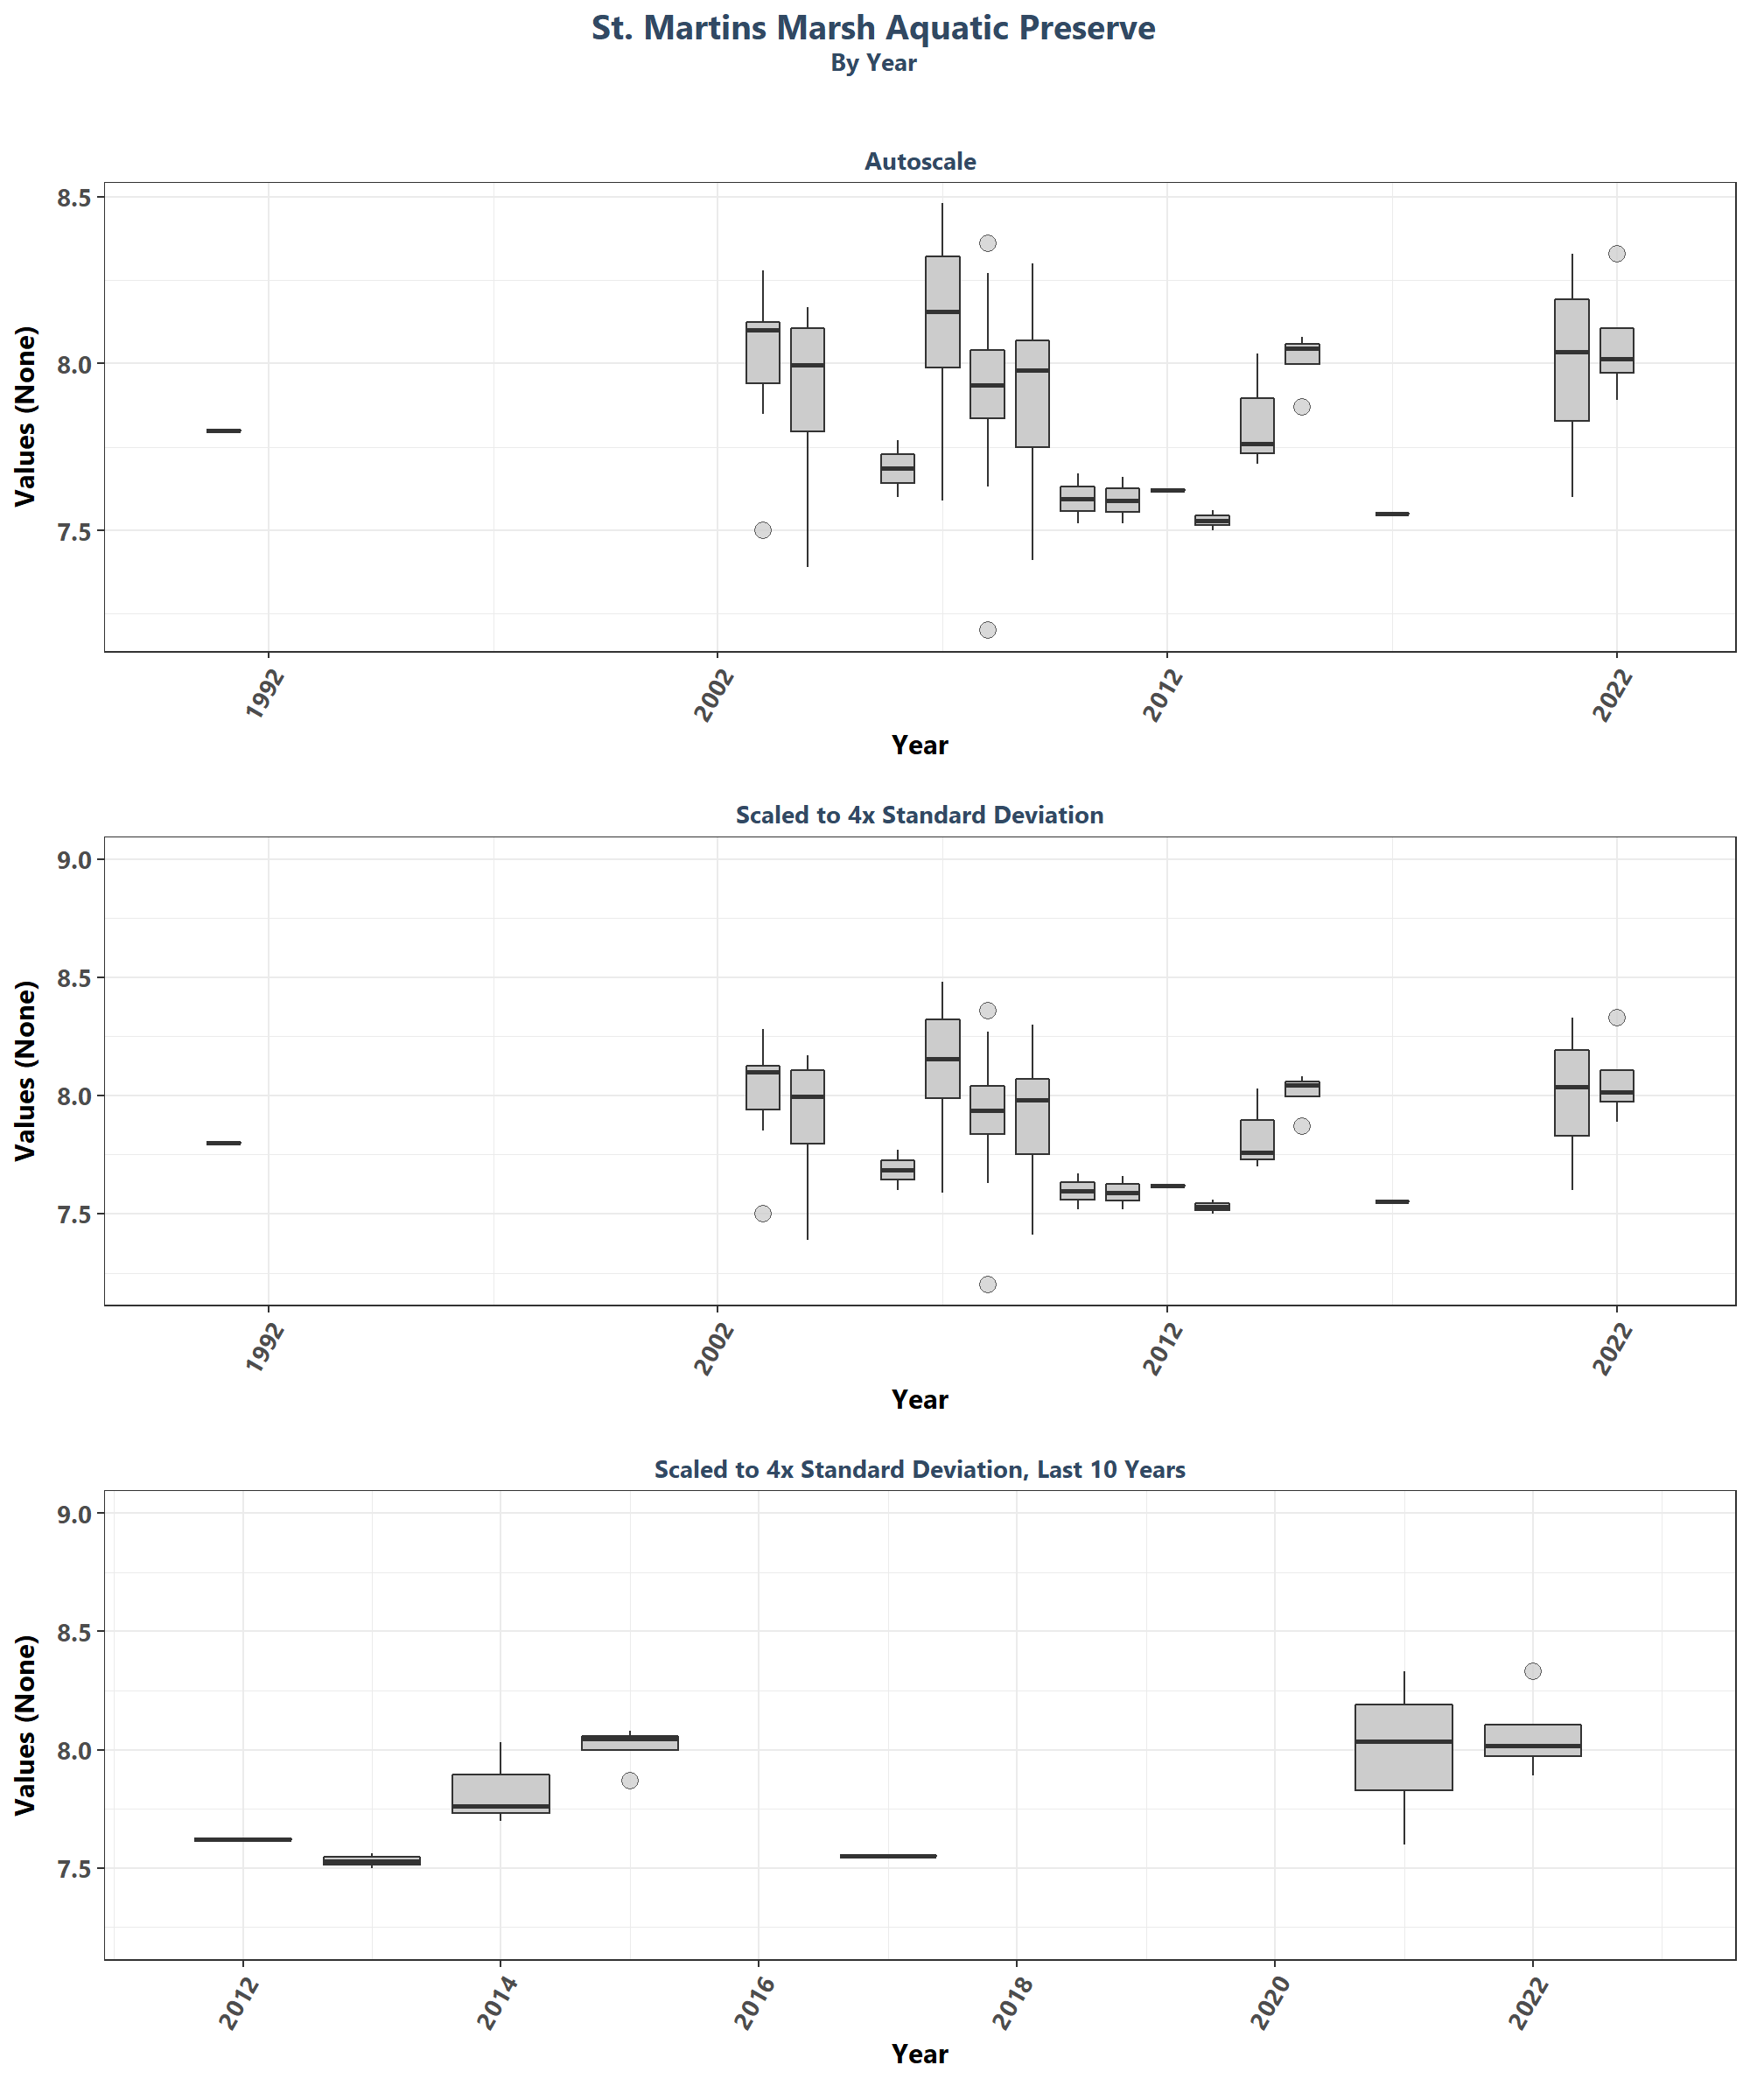 St. Martins Marsh Aquatic Preserve
By Year
Autoscale
Values (None)
8.5
8.0
7.5
1992
2002
2012
2022
Year
Scaled to 4x Standard Deviation
Values (None)
9.0
8.5
8.0
7.5
1992
2002
2012
2022
Year
Scaled to 4x Standard Deviation, Last 10 Years
Values (None)
9.0
8.5
8.0
7.5
2012
2014
2016
2018
2020
2022
Year